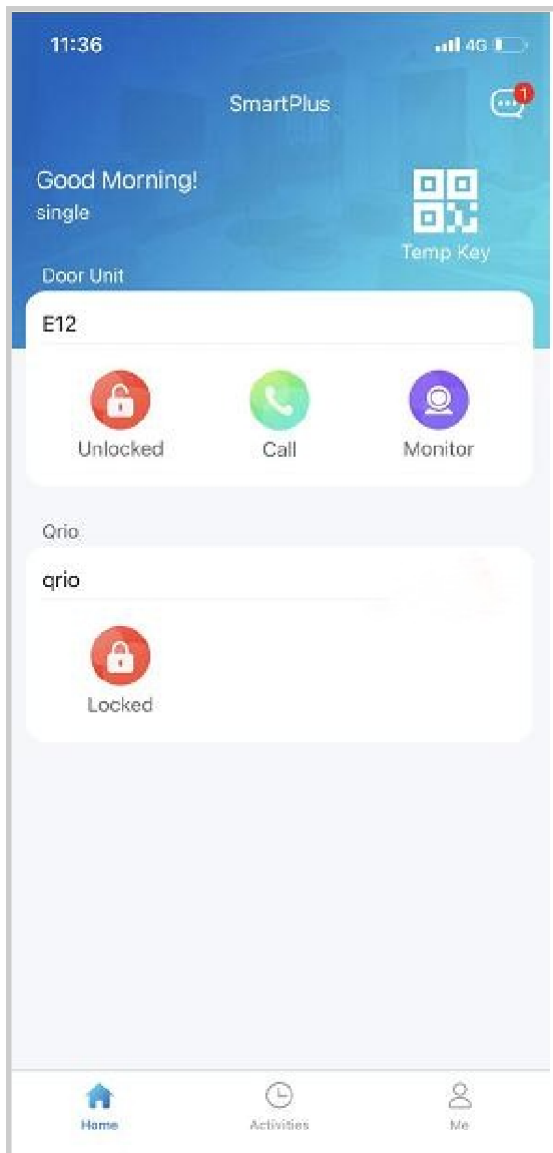 11:36 4G
SmartPlus
1
Good Morning!
single
Temp Key
Door Unit
E12
Unlocked Call Monitor
Qrio
qrio
Locked
Home Activities Me